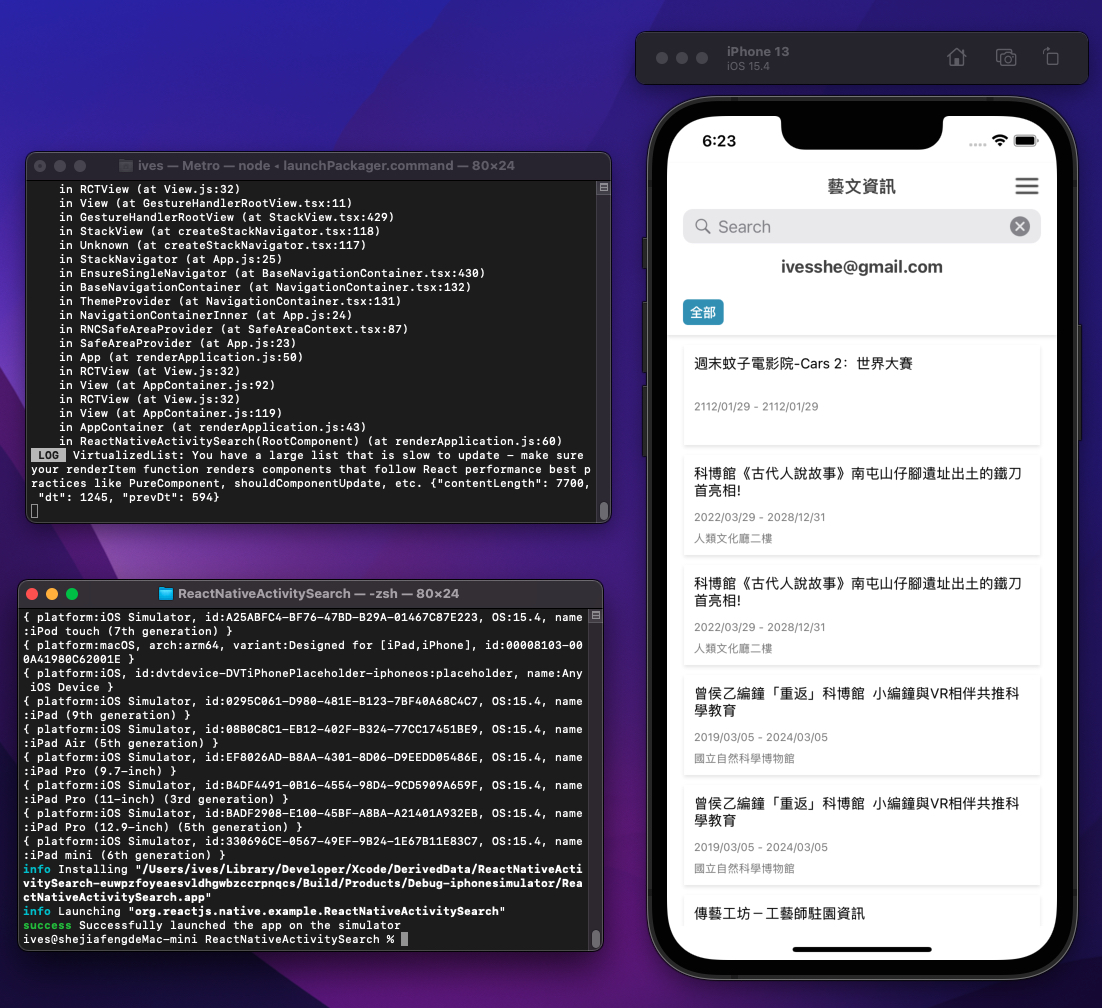 ives — Metro — node ◂ launchPackager.command — 80×24
in RCTView (at View.js:32)
in View (at GestureHandlerRootView.tsx:11)
in GestureHandlerRootView (at StackView.tsx:429)
in StackView (at createStackNavigator.tsx:118)
in Unknown (at createStackNavigator.tsx:117)
in StackNavigator (at App.js:25)
in EnsureSingleNavigator (at BaseNavigationContainer.tsx:430)
in BaseNavigationContainer (at NavigationContainer.tsx:132)
in ThemeProvider (at NavigationContainer.tsx:131)
in NavigationContainerInner (at App.js:24)
in RNCSafeAreaProvider (at SafeAreaContext.tsx:87)
in SafeAreaProvider (at App.js:23)
in App (at renderApplication.js:50)
in RCTView (at View.js:32)
in View (at AppContainer.js:92)
in RCTView (at View.js:32)
in View (at AppContainer.js:119)
in AppContainer (at renderApplication.js:43)
in ReactNativeActivitySearch(RootComponent) (at renderApplication.js:60)
LOG VirtualizedList: You have a large list that is slow to update – make sure
your renderItem function renders components that follow React performance best p
ractices like PureComponent, shouldComponentUpdate, etc. {"contentLength": 7700,
"dt": 1245, "prevDt": 594}
ReactNativeActivitySearch — -zsh — 80×24
{ platform:iOS Simulator, id:A25ABFC4-BF76-47BD-B29A-01467C87E223, OS:15.4, name
:iPod touch (7th generation) }
{ platform:macOS, arch:arm64, variant:Designed for [iPad,iPhone], id:00008103-00
0A41980C62001E }
{ platform:iOS, id:dvtdevice-DVTiPhonePlaceholder-iphoneos:placeholder, name:Any
iOS Device }
{ platform:iOS Simulator, id:0295C061-D980-481E-B123-7BF40A68C4C7, OS:15.4, name
:iPad (9th generation) }
{ platform:iOS Simulator, id:08B0C8C1-EB12-402F-B324-77CC17451BE9, OS:15.4, name
:iPad Air (5th generation) }
{ platform:iOS Simulator, id:EF8026AD-B8AA-4301-8D06-D9EEDD05486E, OS:15.4, name
:iPad Pro (9.7-inch) }
{ platform:iOS Simulator, id:B4DF4491-0B16-4554-98D4-9CD5909A659F, OS:15.4, name
:iPad Pro (11-inch) (3rd generation) }
{ platform:iOS Simulator, id:BADF2908-E100-45BF-A8BA-A21401A932EB, OS:15.4, name
:iPad Pro (12.9-inch) (5th generation) }
{ platform:iOS Simulator, id:330696CE-0567-49EF-9B24-1E67B11E83C7, OS:15.4, name
:iPad mini (6th generation) }
info Installing "/Users/ives/Library/Developer/Xcode/DerivedData/ReactNativeActi
vitySearch-euwpzfoyeaesvldhgwbzccrpnqcs/Build/Products/Debug-iphonesimulator/Rea
ctNativeActivitySearch.app"
info Launching "org.reactjs.native.example.ReactNativeActivitySearch"
success Successfully launched the app on the simulator
ives@shejiafengdeMac-mini ReactNativeActivitySearch %
iPhone 13
iOS 15.4
6:23
藝文資訊
Search
ivesshe@gmail.com
全部
週末蚊子電影院-Cars 2：世界大賽
2112/01/29 - 2112/01/29
科博館《古代人說故事》南屯山仔腳遺址出土的鐵刀
首亮相!
2022/03/29 - 2028/12/31
人類文化廳二樓
科博館《古代人說故事》南屯山仔腳遺址出土的鐵刀
首亮相!
2022/03/29 - 2028/12/31
人類文化廳二樓
曾侯乙編鐘「重返」科博館 小編鐘與VR相伴共推科
學教育
2019/03/05 - 2024/03/05
國立自然科學博物館
曾侯乙編鐘「重返」科博館 小編鐘與VR相伴共推科
學教育
2019/03/05 - 2024/03/05
國立自然科學博物館
傳藝工坊－工藝師駐園資訊